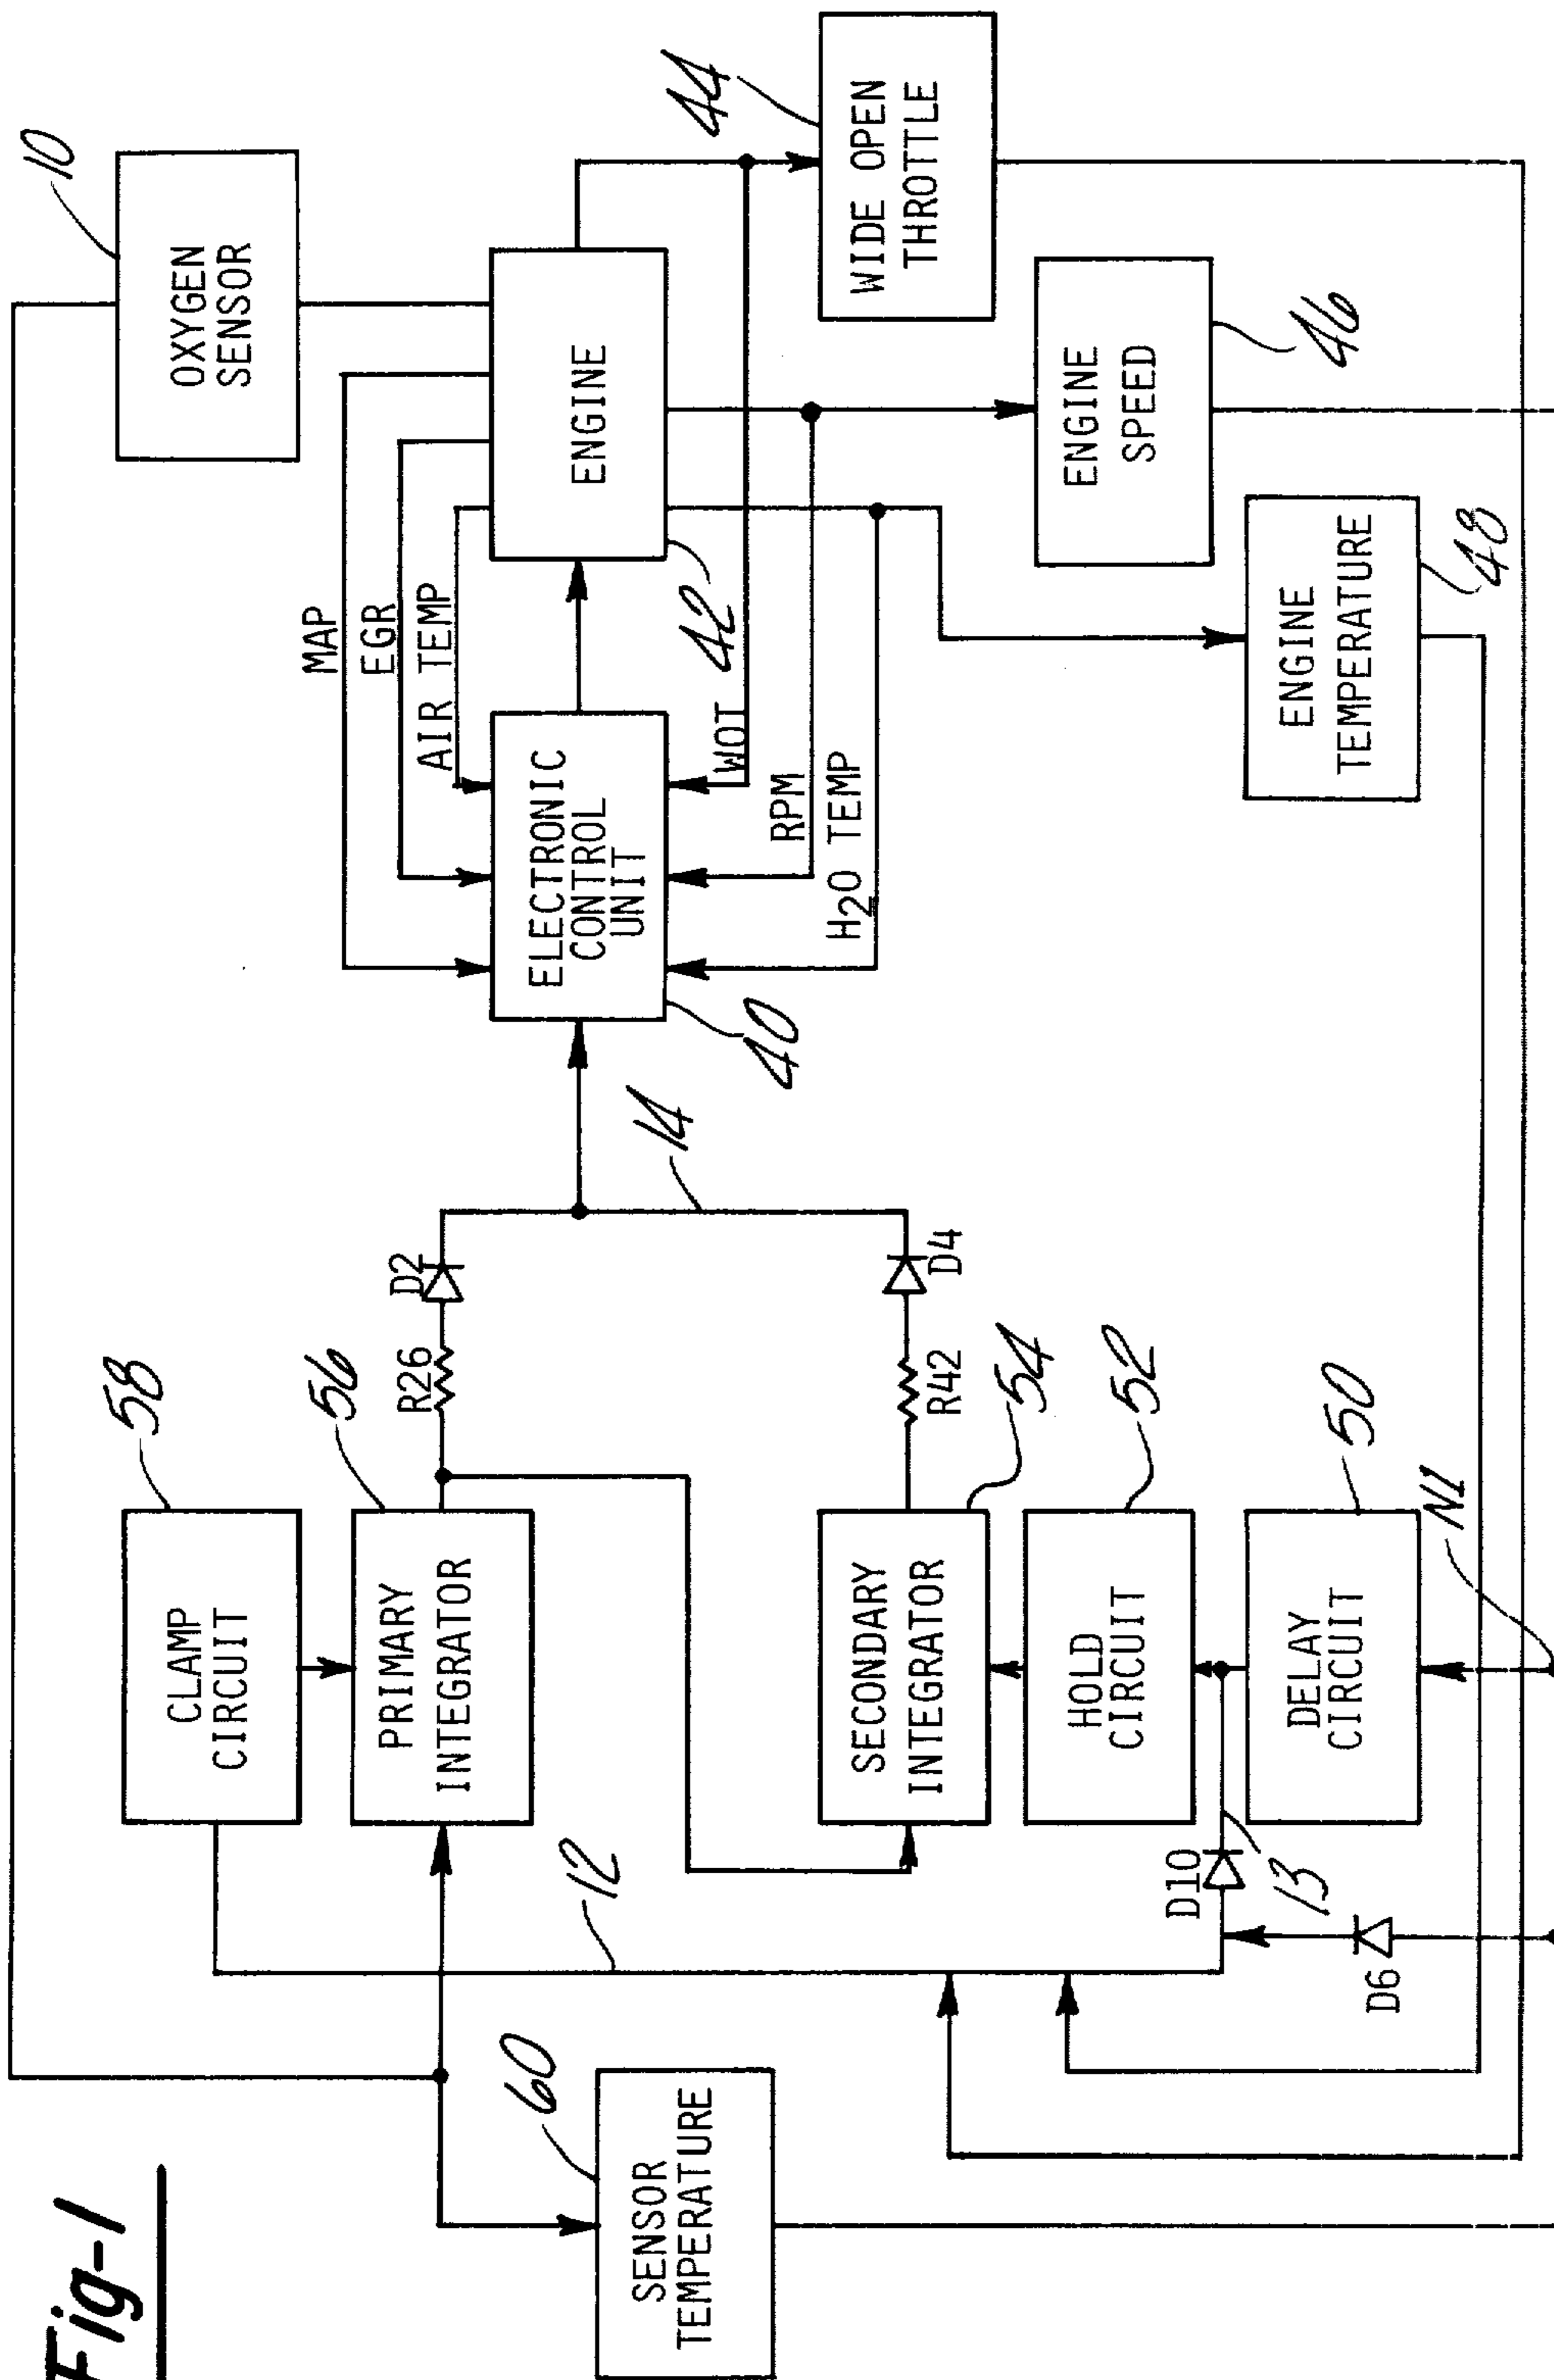 Fig-1
10
OXYGEN
SENSOR
58
CLAMP
CIRCUIT
MAP
EGR
AIR TEMP
56
PRIMARY
INTEGRATOR
R26
D2
ELECTRONIC
CONTROL
UNIT
40
ENGINE
42
14
12
60
SENSOR
TEMPERATURE
WOT
RPM
H2O TEMP
44
WIDE OPEN
THROTTLE
SECONDARY
INTEGRATOR
54
R42
D4
HOLD
CIRCUIT
52
ENGINE
SPEED
46
D10
13
DELAY
CIRCUIT
50
ENGINE
TEMPERATURE
48
D6
N1